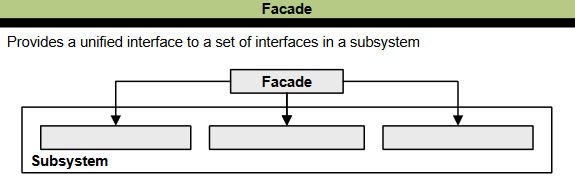 Facade
Provides a unified interface to a set of interfaces in a subsystem
Facade
Subsystem